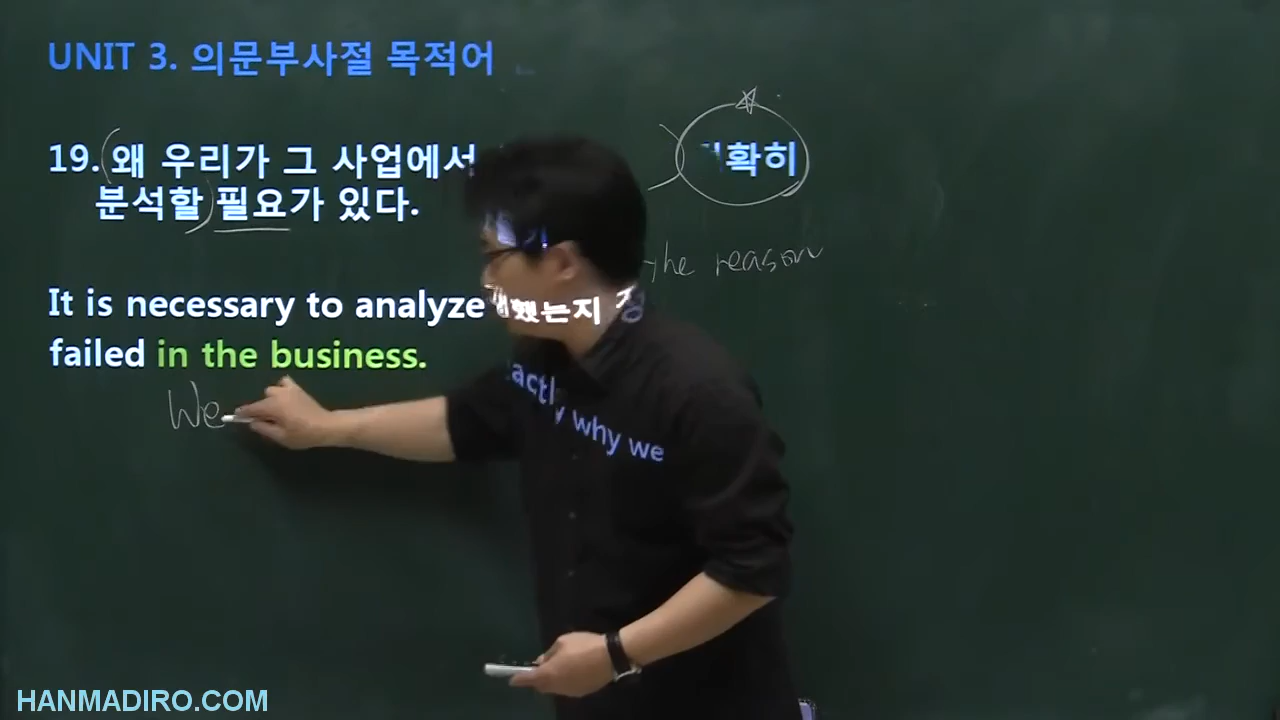 UNIT 3. 의문부사절 목적어
19. 왜 우리가 그 사업에서 했는지 정확히
분석할 필요가 있다.
the reason
It is necessary to analyze exactly why we
failed in the business.
We
HANMADIRO.COM